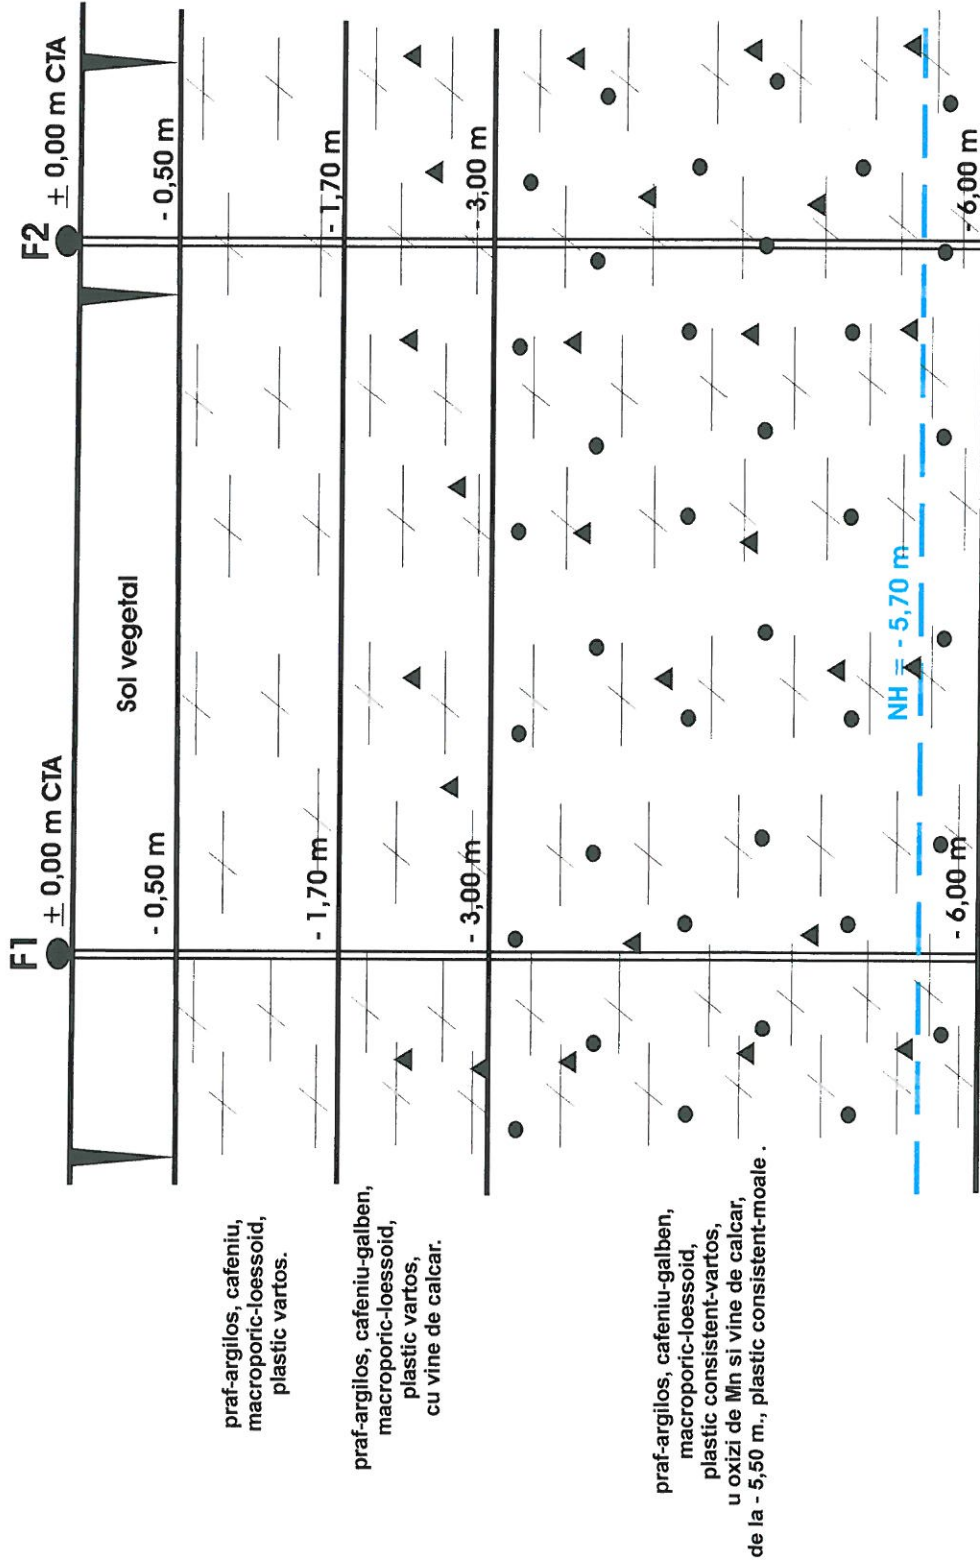 F1
± 0,00 m CTA
F2
± 0,00 m CTA
Sol vegetal
- 0,50 m
- 0,50 m
praf-argilos, cafeniu,
macroporic-loessoid,
plastic vartos.
- 1,70 m
- 1,70 m
praf-argilos, cafeniu-galben,
macroporic-loessoid,
plastic vartos,
cu vine de calcar.
- 3,00 m
- 3,00 m
praf-argilos, cafeniu-galben,
macroporic-loessoid,
plastic consistent-vartos,
u oxizi de Mn si vine de calcar,
de la - 5,50 m., plastic consistent-moale .
NH = - 5,70 m
- 6,00 m
- 6,00 m